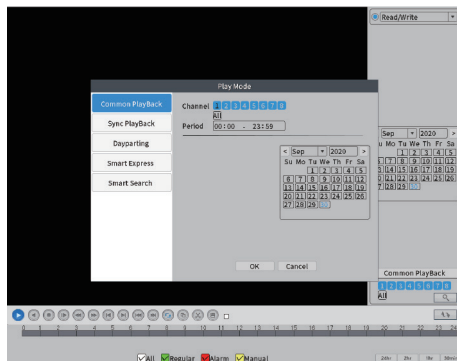 Read/Write
Play Mode
Common PlayBack
Sync PlayBack
Dayparting
Smart Express
Smart Search
Channel 1 2 3 4 5 6 7 8
All
Period 00:00 - 23:59
< Sep 2020 >
Su Mo Tu We Th Fr Sa
1 2 3 4 5
6 7 8 9 10 11 12
13 14 15 16 17 18 19
20 21 22 23 24 25 26
27 28 29 30
OK Cancel
Sep 2020 >
u Mo Tu We Th Fr Sa
1 2 3 4 5
7 8 9 10 11 12
14 15 16 17 18 19
21 22 23 24 25 26
28 29 30
Common PlayBack
1 2 3 4 5 6 7 8
All
0 1 2 3 4 5 6 7 8 9 10 11 12 13 14 15 16 17 18 19 20 21 22 23 24
All Regular Alarm Manual
24hr 2hr 1hr 30mi